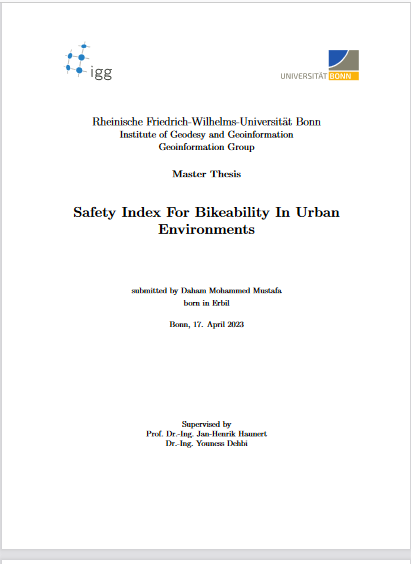 igg
UNIVERSITÄT BONN
Rheinische Friedrich-Wilhelms-Universität Bonn
Institute of Geodesy and Geoinformation
Geoinformation Group
Master Thesis
Safety Index For Bikeability In Urban
Environments
submitted by Daham Mohammed Mustafa
born in Erbil
Bonn, 17. April 2023
Supervised by
Prof. Dr.-Ing. Jan-Henrik Haunert
Dr.-Ing. Youness Dehbi